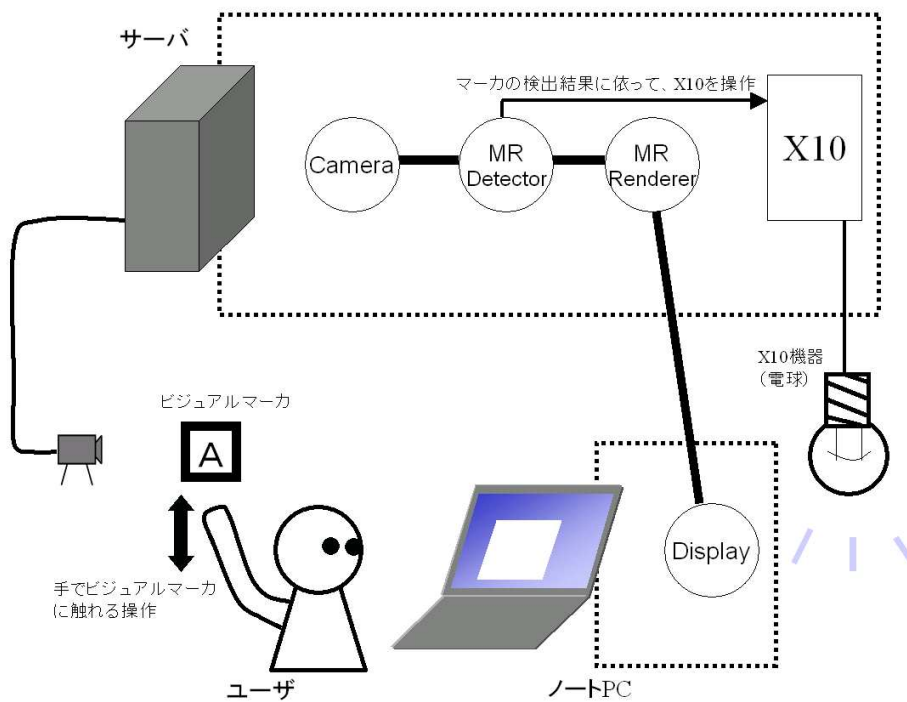 サーバ
マーカの検出結果に依って、X10を操作
Camera
MR
Detector
MR
Renderer
X10
X10機器
(電球)
ビジュアルマーカ
A
手でビジュアルマーカ
に触れる操作
Display
ユーザ
ノートPC